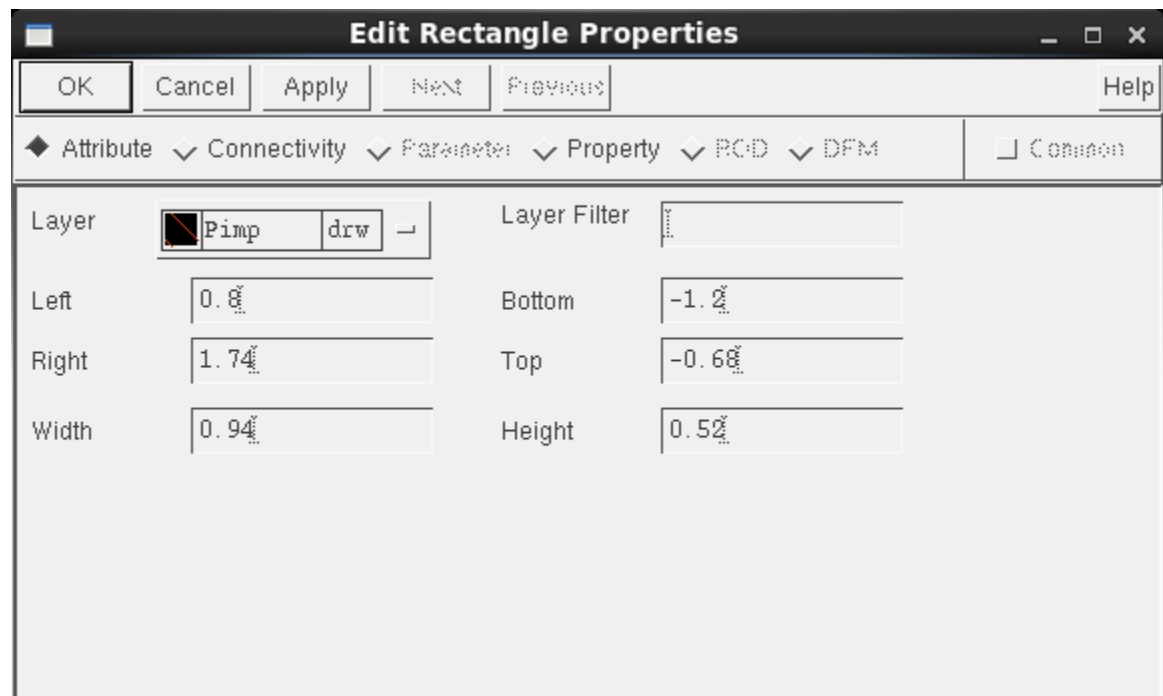 Edit Rectangle Properties
OK Cancel Apply Next Previous Help
Attribute Connectivity Parameter Property ROD DFM Common
Layer Pimp drw Layer Filter
Left 0.8 Bottom -1.2
Right 1.74 Top -0.68
Width 0.94 Height 0.52